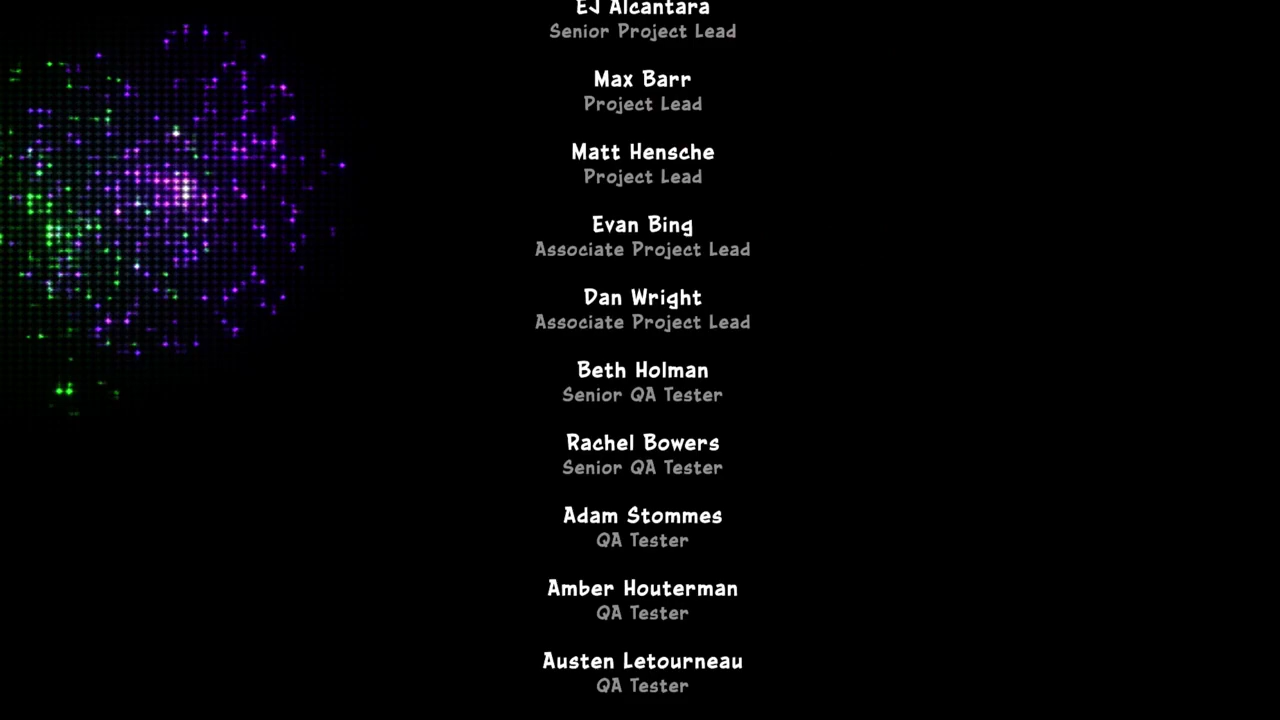 EJ Alcantara
Senior Project Lead
Max Barr
Project Lead
Matt Hensche
Project Lead
Evan Bing
Associate Project Lead
Dan Wright
Associate Project Lead
Beth Holman
Senior QA Tester
Rachel Bowers
Senior QA Tester
Adam Stommes
QA Tester
Amber Houterman
QA Tester
Austen Letourneau
QA Tester